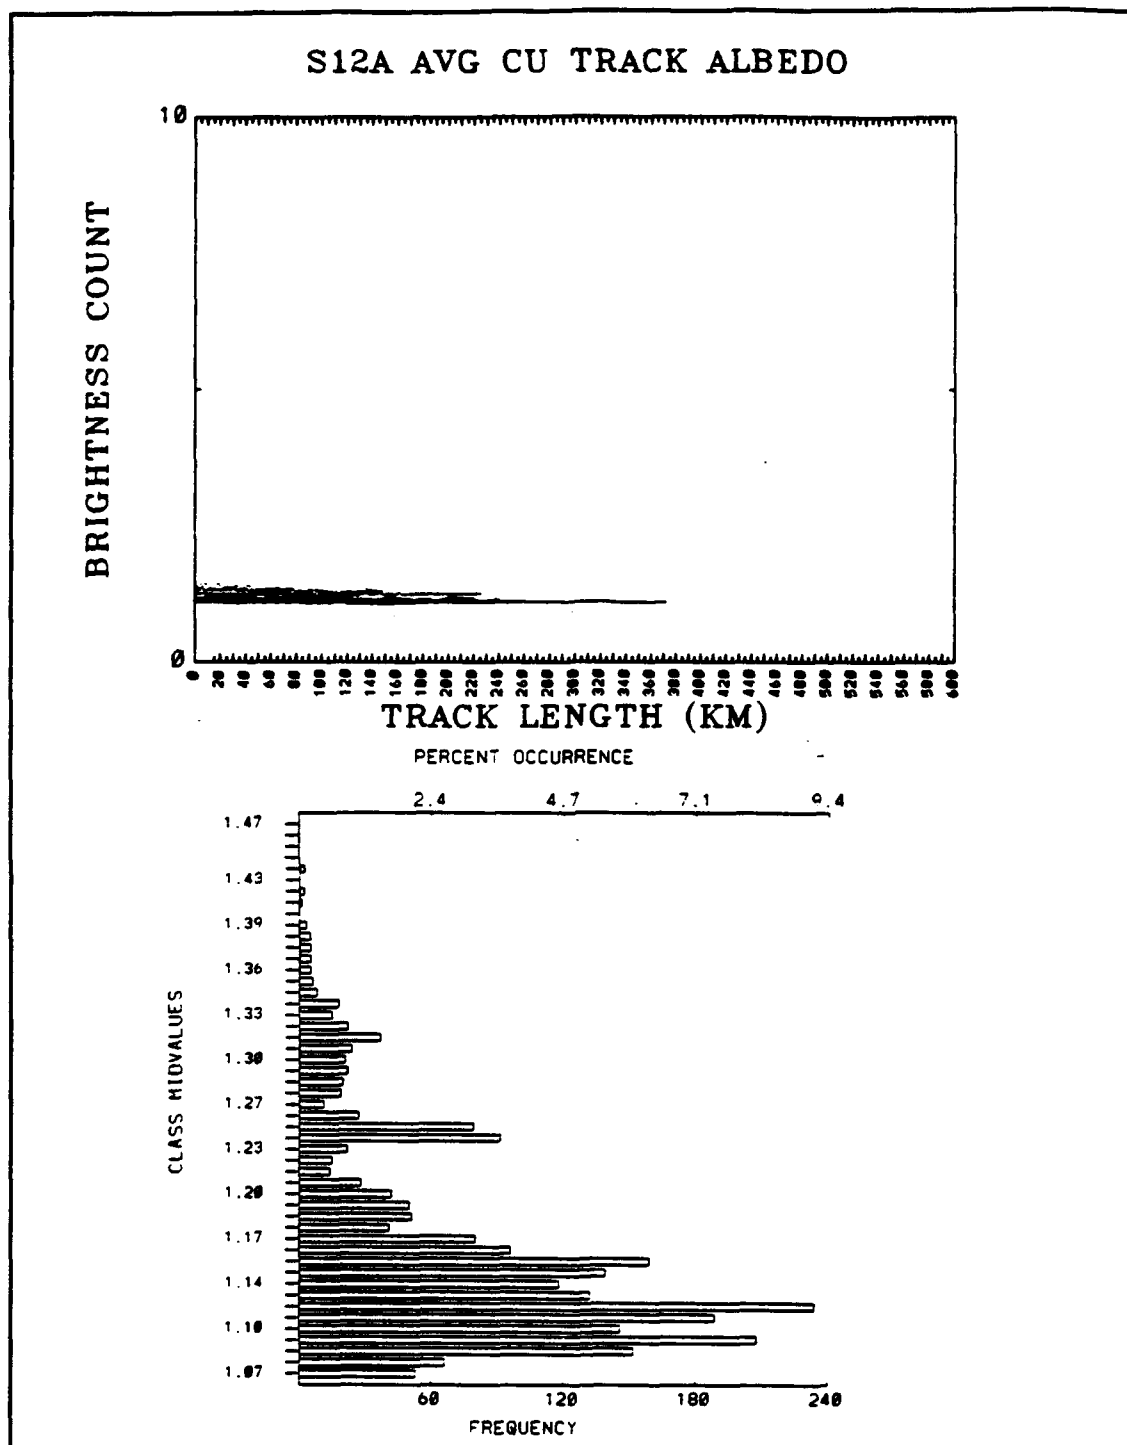 S12A AVG CU TRACK ALBEDO
10
BRIGHTNESS COUNT
0
0 20 40 60 80 100 120 140 160 180 200 220 240 260 280 300 320 340 360 380 400 420 440 460 480 500 520 540 560 580 600
TRACK LENGTH (KM)
PERCENT OCCURRENCE
2.4 4.7 7.1 9.4
1.47
1.43
1.39
1.36
1.33
1.30
1.27
1.23
1.20
1.17
1.14
1.10
1.07
CLASS MIDVALUES
60 120 180 240
FREQUENCY